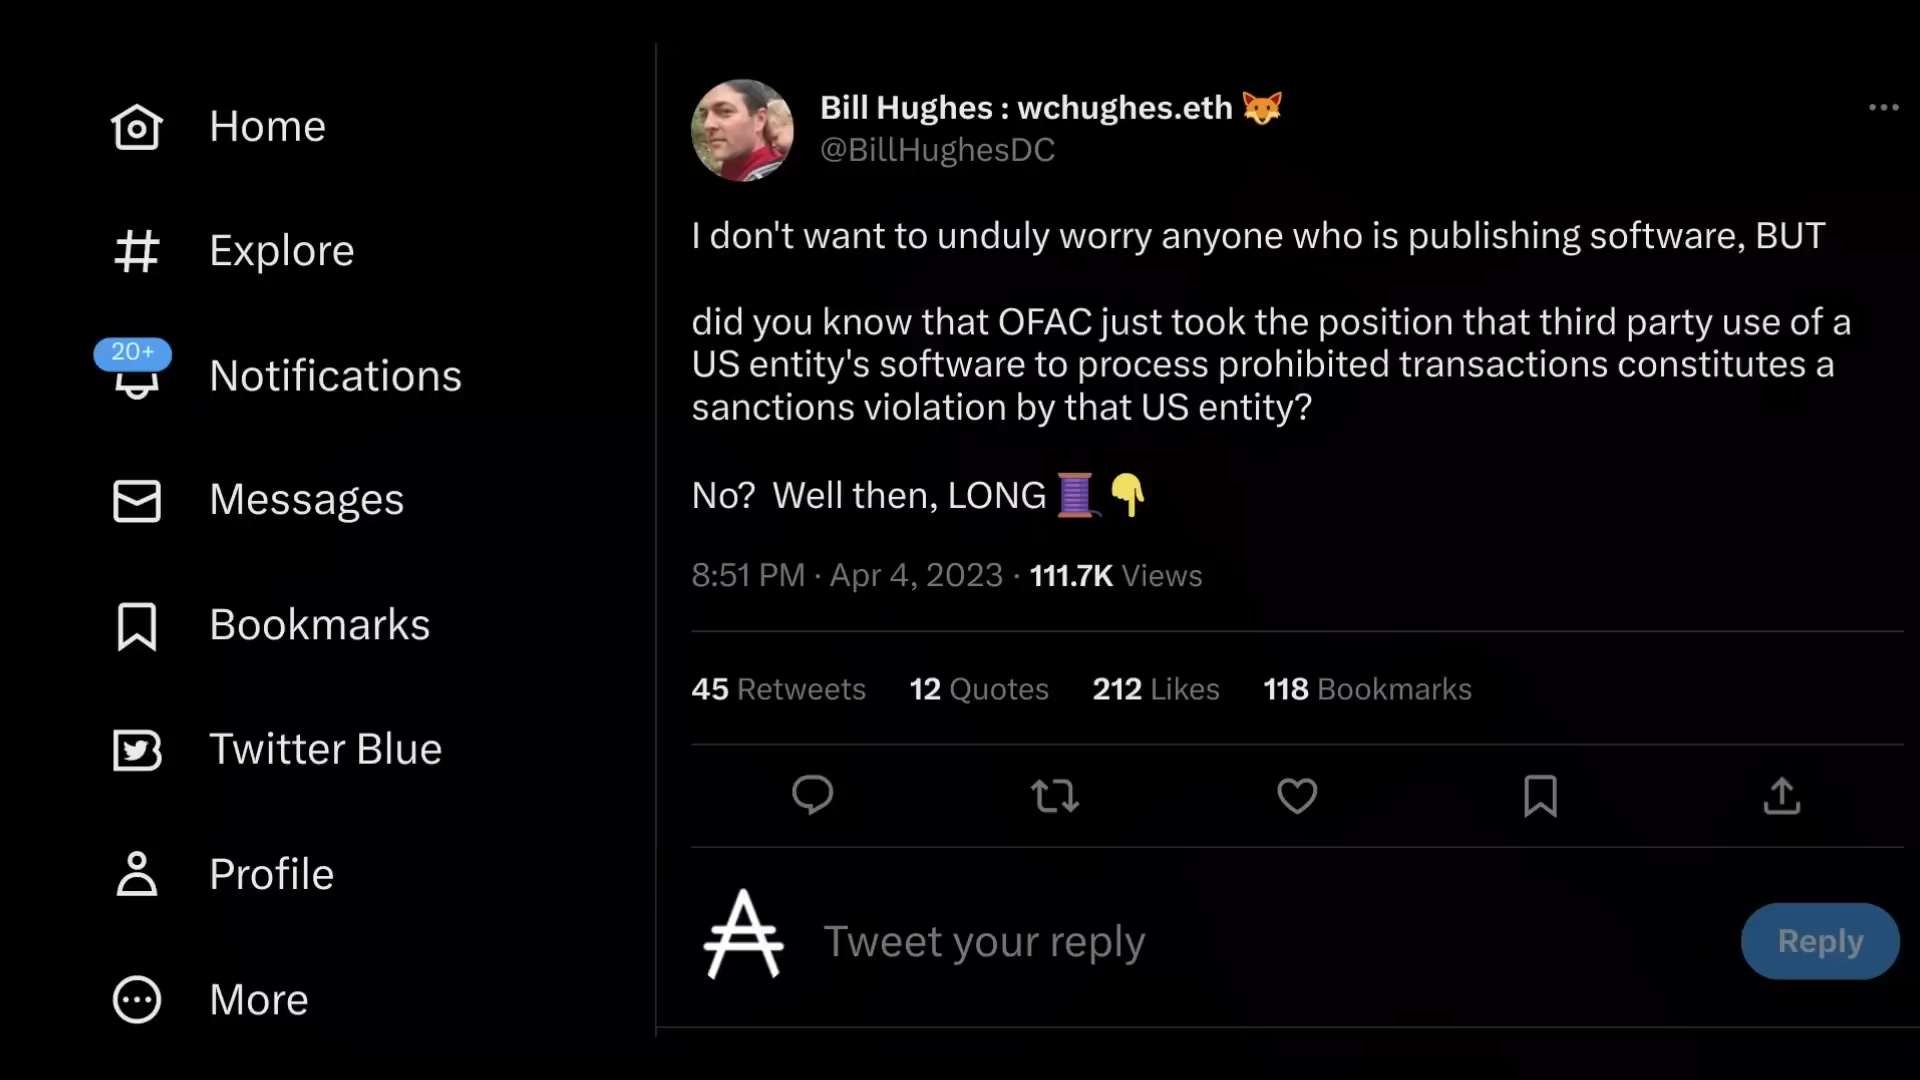 Home
Explore
20+
Notifications
Messages
Bookmarks
Twitter Blue
Profile
More
Bill Hughes : wchughes.eth 🦊
@BillHughesDC
I don't want to unduly worry anyone who is publishing software, BUT
did you know that OFAC just took the position that third party use of a
US entity's software to process prohibited transactions constitutes a
sanctions violation by that US entity?
No?  Well then, LONG 🧵 👇
8:51 PM · Apr 4, 2023 · 111.7K Views
45 Retweets 12 Quotes 212 Likes 118 Bookmarks
Tweet your reply
Reply